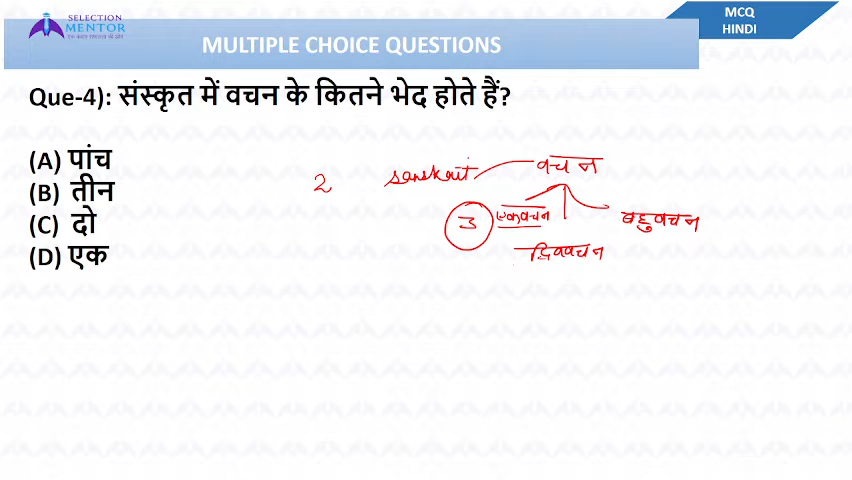 SELECTION
MENTOR
MCQ
HINDI
MULTIPLE CHOICE QUESTIONS
Que-4): संस्कृत में वचन के कितने भेद होते हैं?
(A) पांच
(B) तीन
(C) दो
(D) एक
2
sanskrit
वचन
3
एकवचन
बहुवचन
द्विवचन